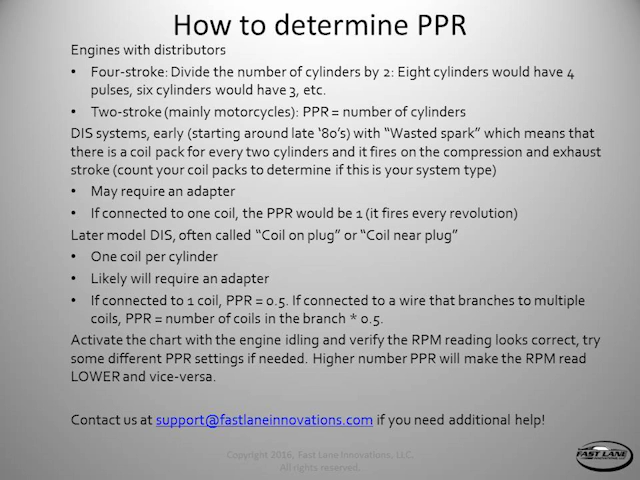 How to determine PPR
Engines with distributors
• Four-stroke: Divide the number of cylinders by 2: Eight cylinders would have 4
pulses, six cylinders would have 3, etc.
• Two-stroke (mainly motorcycles): PPR = number of cylinders
DIS systems, early (starting around late ‘80’s) with “Wasted spark” which means that
there is a coil pack for every two cylinders and it fires on the compression and exhaust
stroke (count your coil packs to determine if this is your system type)
• May require an adapter
• If connected to one coil, the PPR would be 1 (it fires every revolution)
Later model DIS, often called “Coil on plug” or “Coil near plug”
• One coil per cylinder
• Likely will require an adapter
• If connected to 1 coil, PPR = 0.5. If connected to a wire that branches to multiple
coils, PPR = number of coils in the branch * 0.5.
Activate the chart with the engine idling and verify the RPM reading looks correct, try
some different PPR settings if needed. Higher number PPR will make the RPM read
LOWER and vice-versa.
Contact us at support@fastlaneinnovations.com if you need additional help!
Copyright 2016, Fast Lane Innovations, LLC.
All rights reserved.
FAST LANE